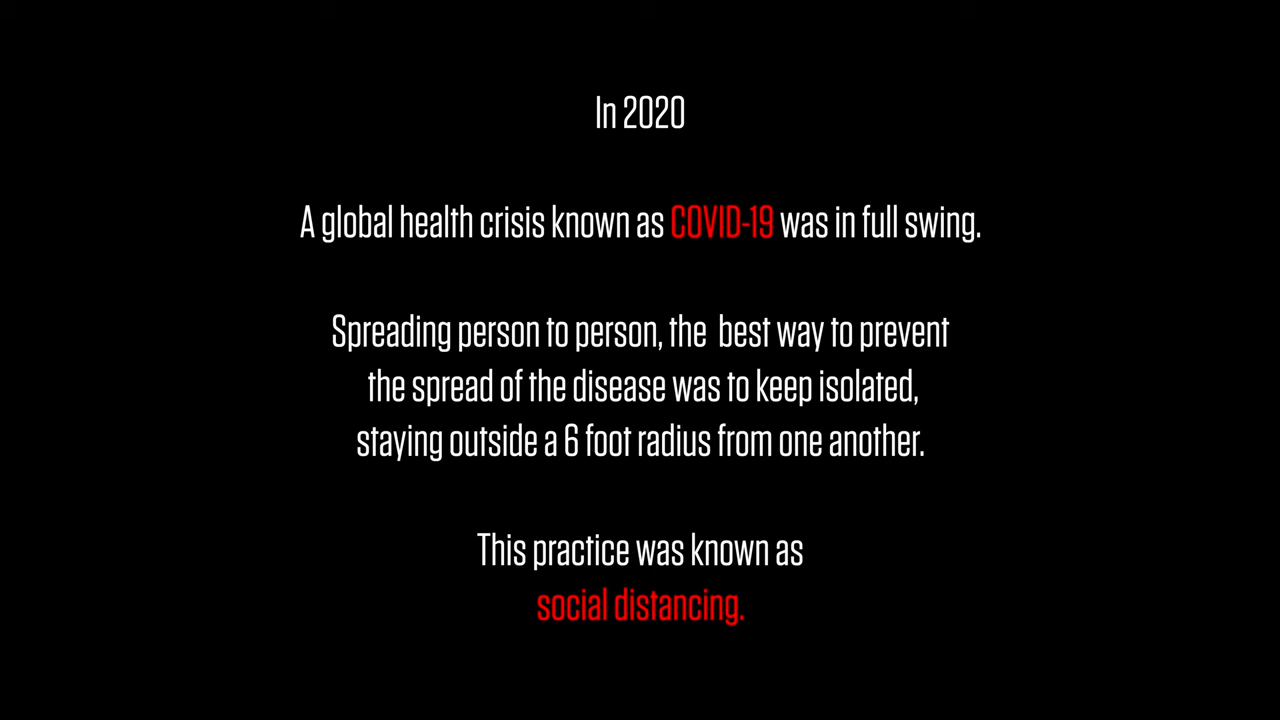 In 2020
A global health crisis known as COVID-19 was in full swing.
Spreading person to person, the  best way to prevent
the spread of the disease was to keep isolated,
staying outside a 6 foot radius from one another.
This practice was known as
social distancing.